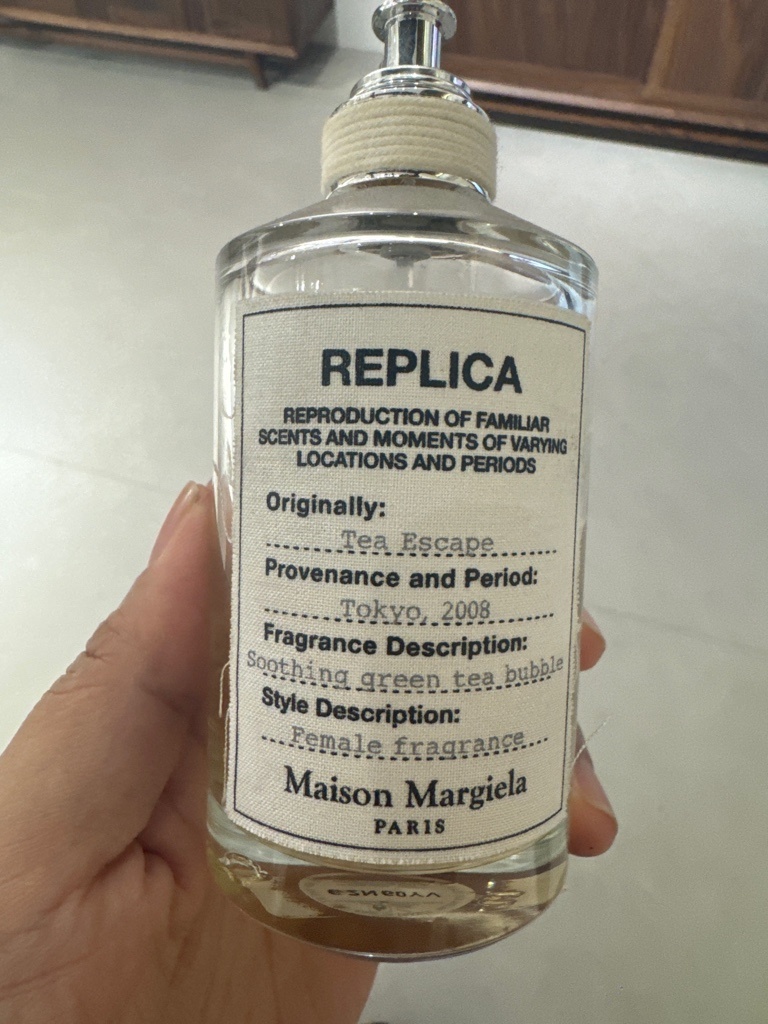 REPLICA
REPRODUCTION OF FAMILIAR
SCENTS AND MOMENTS OF VARYING
LOCATIONS AND PERIODS
Originally:
Tea Escape
Provenance and Period:
Tokyo, 2008
Fragrance Description:
Soothing green tea bubble
Style Description:
Female fragrance
Maison Margiela
PARIS